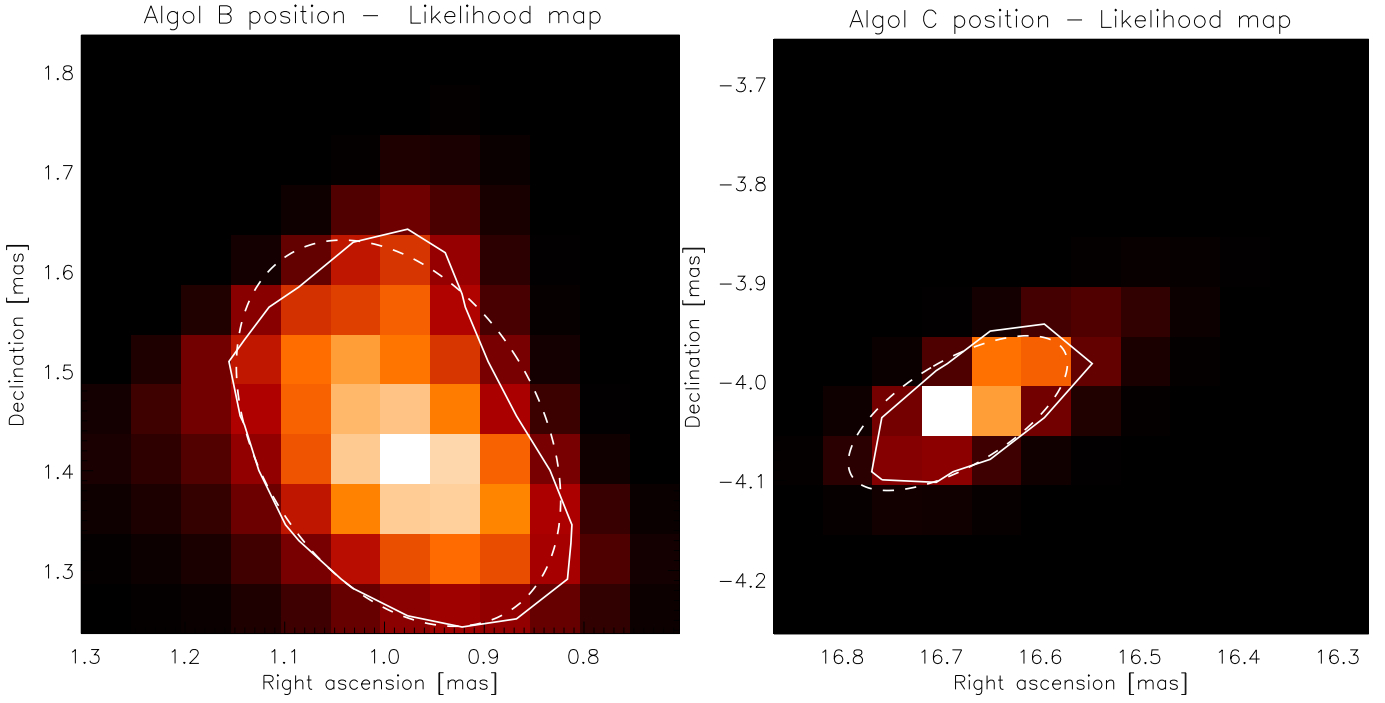 Algol B position – Likelihood map
1.8
1.7
1.6
1.5
1.4
1.3
Declination [mas]
1.3 1.2 1.1 1.0 0.9 0.8
Right ascension [mas]
Algol C position – Likelihood map
−3.7
−3.8
−3.9
−4.0
−4.1
−4.2
Declination [mas]
16.8 16.7 16.6 16.5 16.4 16.3
Right ascension [mas]